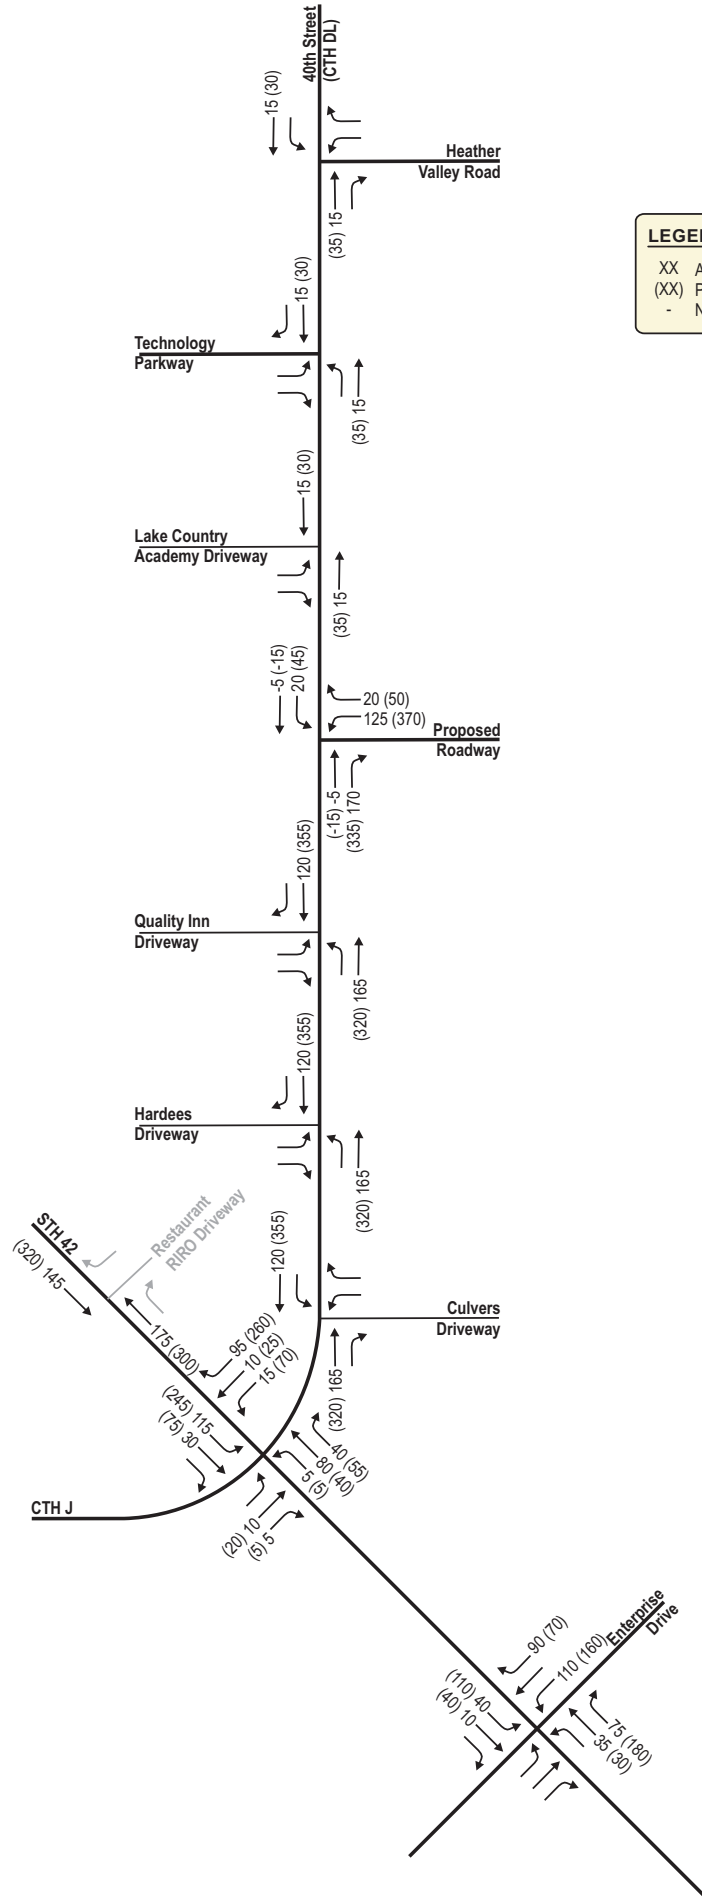 40th Street
(CTH DL)
15 (30)
Heather
Valley Road
(35) 15
LEGE
XX A
(XX) P
- N
15 (30)
Technology
Parkway
(35) 15
15 (30)
Lake Country
Academy Driveway
(35) 15
-5 (-15)
20 (45)
20 (50)
125 (370)
Proposed
Roadway
(-15) -5
(335) 170
120 (355)
Quality Inn
Driveway
(320) 165
120 (355)
Hardees
Driveway
(320) 165
STH 42
(320) 145
Restaurant
RIRO Driveway
120 (355)
Culvers
Driveway
(320) 165
175 (300)
95 (260)
10 (25)
15 (70)
(245) 115
(75) 30
40 (55)
80 (40)
5 (5)
CTH J
(20) 10
(5) 5
Enterprise
Drive
90 (70)
110 (160)
(110) 40
(40) 10
75 (180)
35 (30)